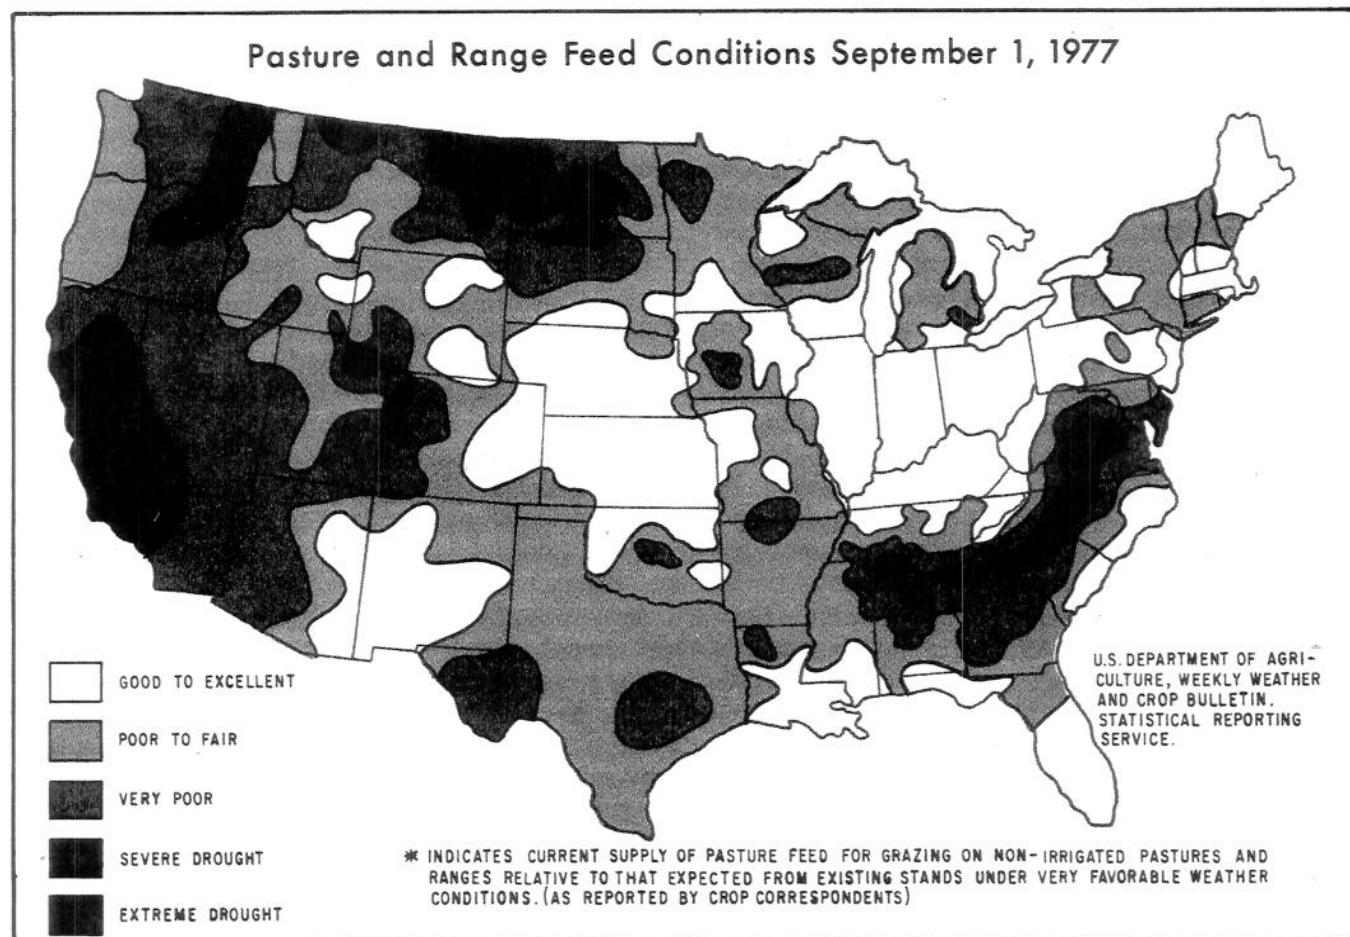 Pasture and Range Feed Conditions September 1, 1977
GOOD TO EXCELLENT
POOR TO FAIR
VERY POOR
SEVERE DROUGHT
EXTREME DROUGHT
U.S. DEPARTMENT OF AGRI-
CULTURE, WEEKLY WEATHER
AND CROP BULLETIN.
STATISTICAL REPORTING
SERVICE.
* INDICATES CURRENT SUPPLY OF PASTURE FEED FOR GRAZING ON NON-IRRIGATED PASTURES AND
RANGES RELATIVE TO THAT EXPECTED FROM EXISTING STANDS UNDER VERY FAVORABLE WEATHER
CONDITIONS. (AS REPORTED BY CROP CORRESPONDENTS)